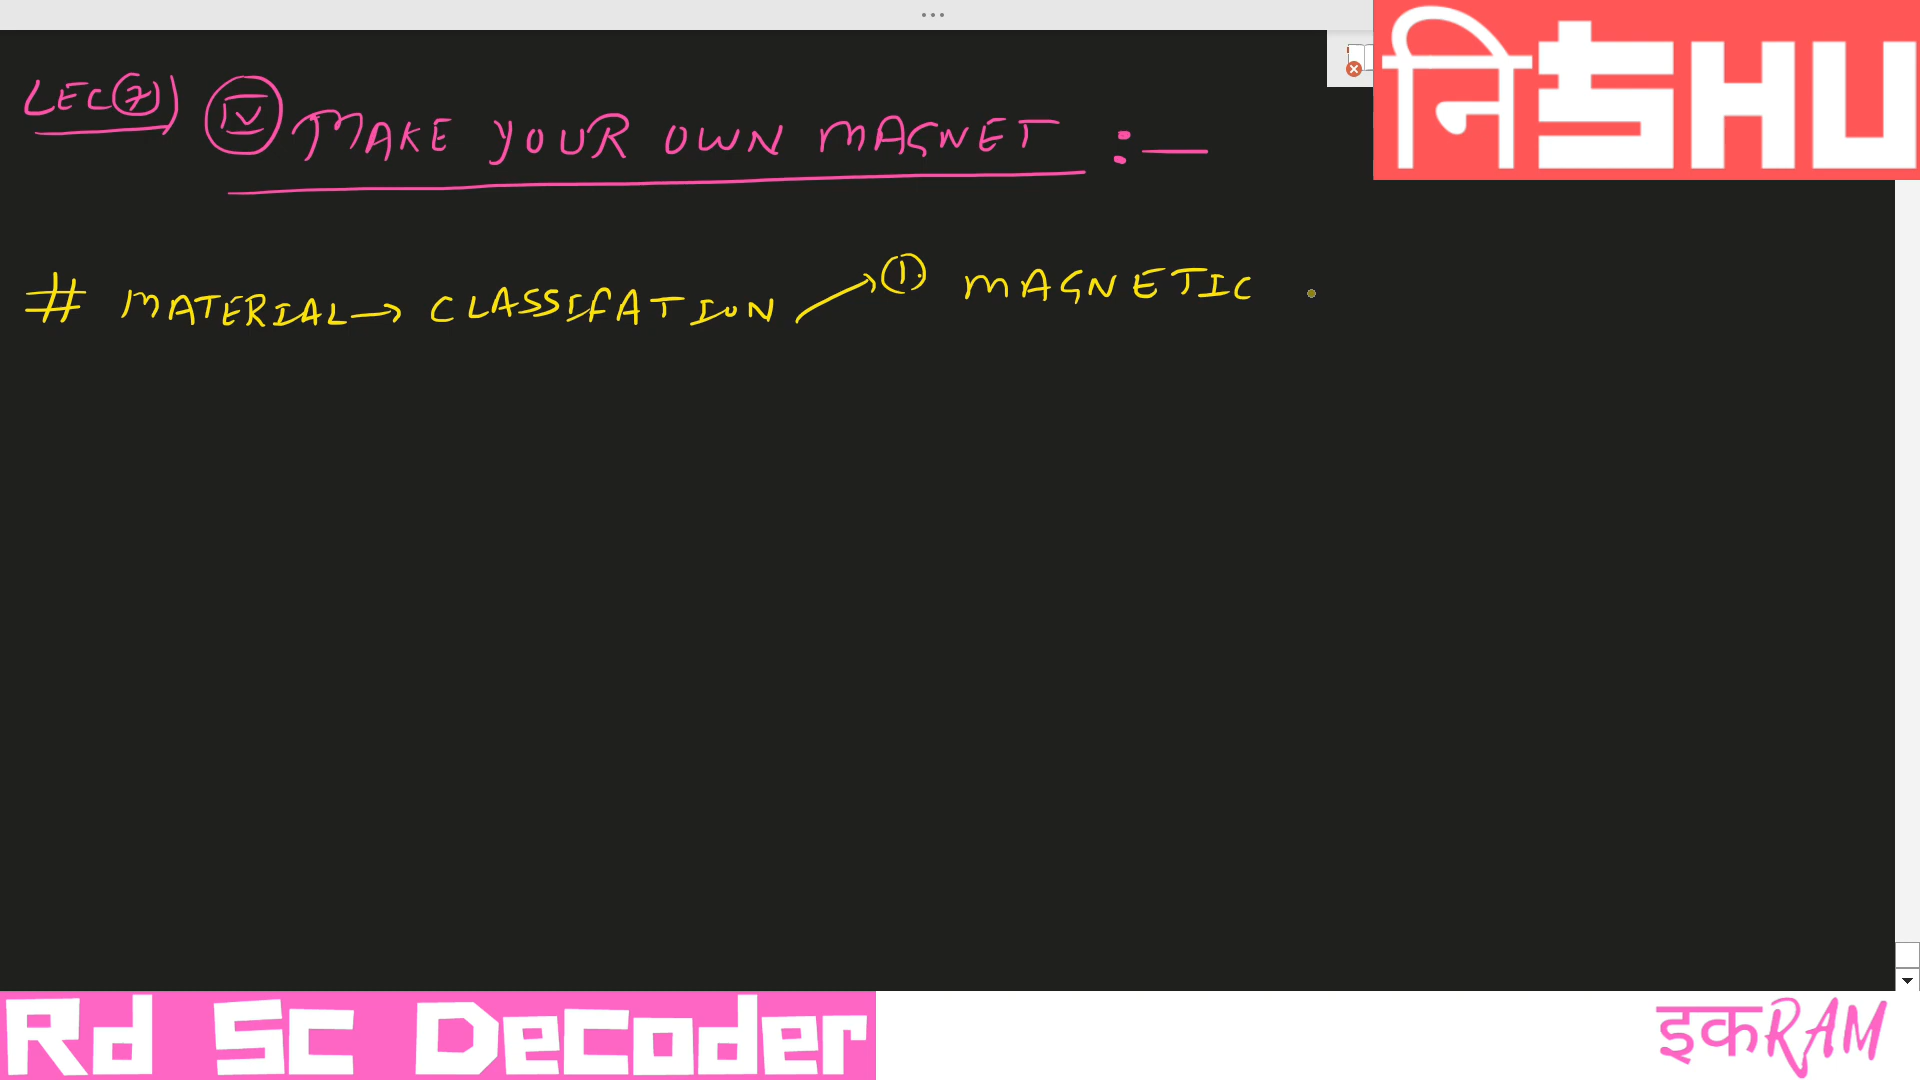 निSHU
LEC(7)
IV MAKE YOUR OWN MAGNET :—
# MATERIAL → CLASSIFATION → 1. MAGNETIC
Rd Sc Decoder
इकRAM